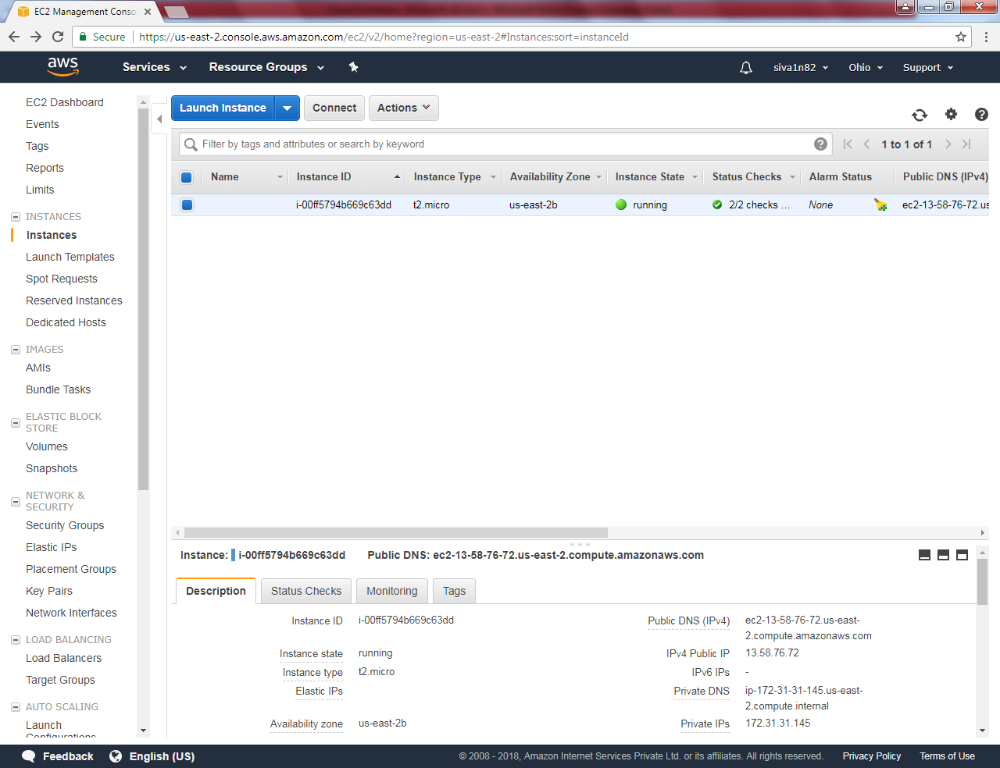 EC2 Management Conso
Secure
https://us-east-2.console.aws.amazon.com/ec2/v2/home?region=us-east-2#Instances:sort=instanceId
aws
Services
Resource Groups
siva1n82
Ohio
Support
EC2 Dashboard
Events
Tags
Reports
Limits
INSTANCES
Instances
Launch Templates
Spot Requests
Reserved Instances
Dedicated Hosts
IMAGES
AMIs
Bundle Tasks
ELASTIC BLOCK
STORE
Volumes
Snapshots
NETWORK &
SECURITY
Security Groups
Elastic IPs
Placement Groups
Key Pairs
Network Interfaces
LOAD BALANCING
Load Balancers
Target Groups
AUTO SCALING
Launch
Configurations
Launch Instance
Connect
Actions
Filter by tags and attributes or search by keyword
1 to 1 of 1
Name Instance ID Instance Type Availability Zone Instance State Status Checks Alarm Status Public DNS (IPv4)
i-00ff5794b669c63dd t2.micro us-east-2b running 2/2 checks ... None ec2-13-58-76-72.us
Instance: i-00ff5794b669c63dd Public DNS: ec2-13-58-76-72.us-east-2.compute.amazonaws.com
Description
Status Checks
Monitoring
Tags
Instance ID i-00ff5794b669c63dd
Instance state running
Instance type t2.micro
Elastic IPs
Availability zone us-east-2b
Public DNS (IPv4) ec2-13-58-76-72.us-east-
2.compute.amazonaws.com
IPv4 Public IP 13.58.76.72
IPv6 IPs -
Private DNS ip-172-31-31-145.us-east-
2.compute.internal
Private IPs 172.31.31.145
Feedback
English (US)
© 2008 - 2018, Amazon Internet Services Private Ltd. or its affiliates. All rights reserved.
Privacy Policy
Terms of Use